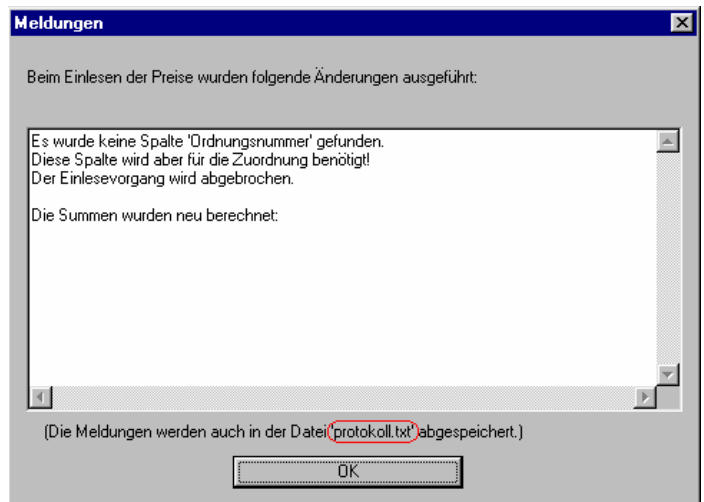 Meldungen
Beim Einlesen der Preise wurden folgende Änderungen ausgeführt:
Es wurde keine Spalte 'Ordnungsnummer' gefunden.
Diese Spalte wird aber für die Zuordnung benötigt!
Der Einlesevorgang wird abgebrochen.
Die Summen wurden neu berechnet:
(Die Meldungen werden auch in der Datei 'protokoll.txt' abgespeichert.)
OK